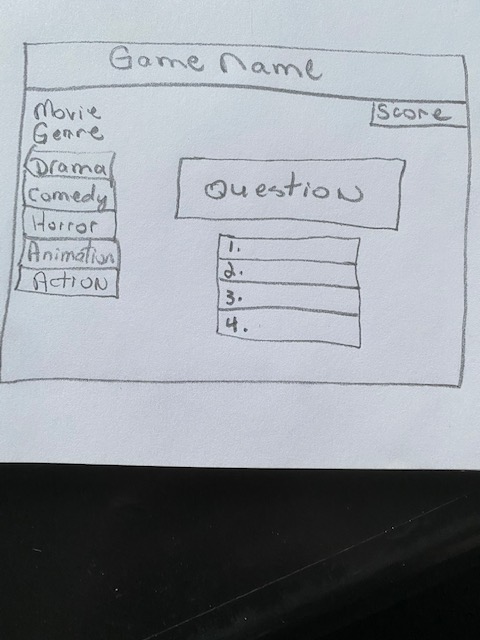 Game Name
Movie
Genre
Score
Drama
Comedy
Horror
Animation
Action
Question
1.
2.
3.
4.